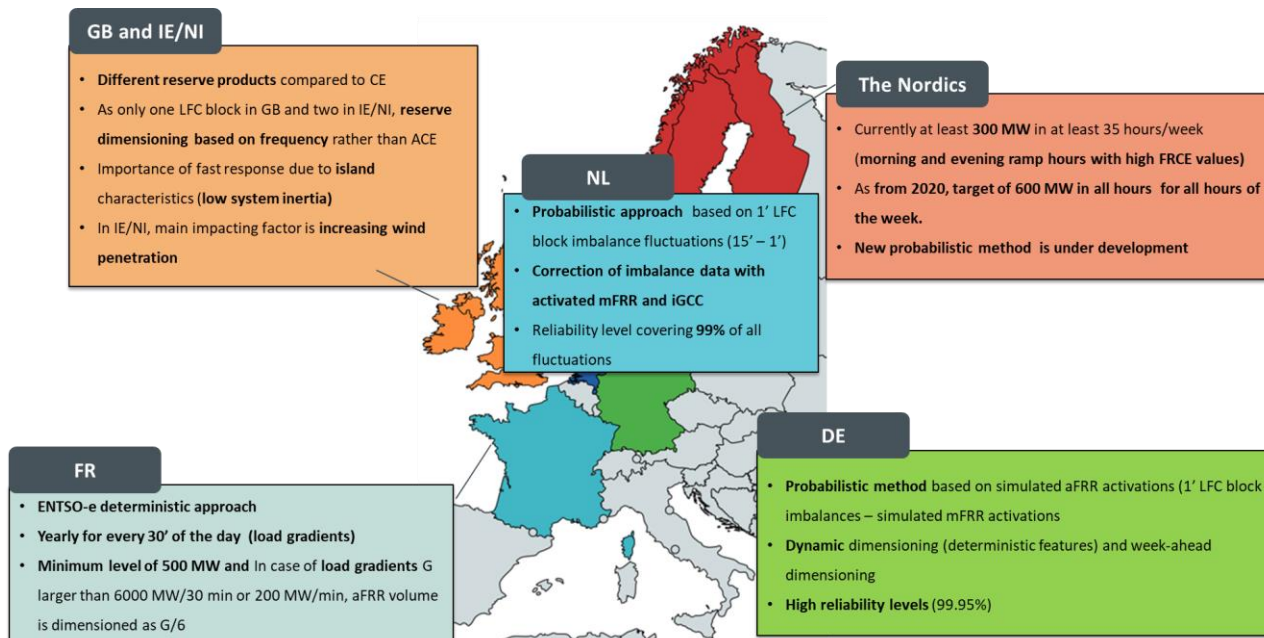 GB and IE/NI
• Different reserve products compared to CE
• As only one LFC block in GB and two in IE/NI, reserve
dimensioning based on frequency rather than ACE
• Importance of fast response due to island
characteristics (low system inertia)
• In IE/NI, main impacting factor is increasing wind
penetration
The Nordics
• Currently at least 300 MW in at least 35 hours/week
(morning and evening ramp hours with high FRCE values)
• As from 2020, target of 600 MW in all hours for all hours of
the week.
• New probabilistic method is under development
NL
• Probabilistic approach based on 1' LFC
block imbalance fluctuations (15' – 1')
• Correction of imbalance data with
activated mFRR and iGCC
• Reliability level covering 99% of all
fluctuations
FR
• ENTSO-e deterministic approach
• Yearly for every 30' of the day (load gradients)
• Minimum level of 500 MW and In case of load gradients G
larger than 6000 MW/30 min or 200 MW/min, aFRR volume
is dimensioned as G/6
DE
• Probabilistic method based on simulated aFRR activations (1' LFC block
imbalances – simulated mFRR activations
• Dynamic dimensioning (deterministic features) and week-ahead
dimensioning
• High reliability levels (99.95%)